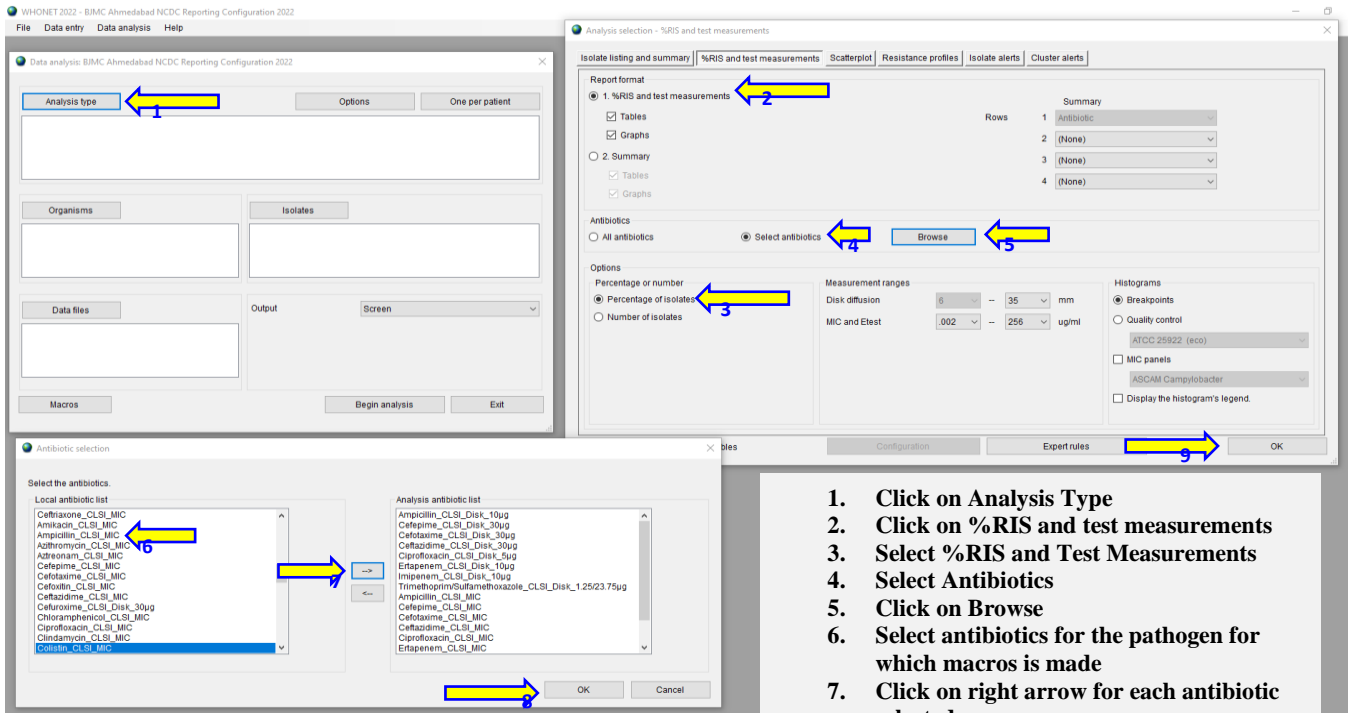 WHONET 2022 - BJMC Ahmedabad NCDC Reporting Configuration 2022
File Data entry Data analysis Help
Data analysis: BJMC Ahmedabad NCDC Reporting Configuration 2022
Analysis type
1
Options
One per patient
Organisms
Isolates
Data files
Output
Screen
Macros
Begin analysis
Exit
Analysis selection - %RIS and test measurements
Isolate listing and summary
%RIS and test measurements
Scatterplot
Resistance profiles
Isolate alerts
Cluster alerts
Report format
1. %RIS and test measurements
2
Tables
Graphs
2. Summary
Tables
Graphs
Summary
Rows 1 Antibiotic
2 (None)
3 (None)
4 (None)
Antibiotics
All antibiotics
Select antibiotics
4
Browse
5
Options
Percentage or number
Percentage of isolates
3
Number of isolates
Measurement ranges
Disk diffusion 6 -- 35 mm
MIC and Etest .002 -- 256 ug/ml
Histograms
Breakpoints
Quality control
ATCC 25922 (eco)
MIC panels
ASCAM Campylobacter
Display the histogram's legend.
bles
Configuration
Expert rules
9
OK
Antibiotic selection
Select the antibiotics.
Local antibiotic list
Ceftriaxone_CLSI_MIC
Amikacin_CLSI_MIC
Ampicillin_CLSI_MIC
Azithromycin_CLSI_MIC
6
Aztreonam_CLSI_MIC
Cefepime_CLSI_MIC
Cefotaxime_CLSI_MIC
Cefoxitin_CLSI_MIC
Ceftazidime_CLSI_MIC
Cefuroxime_CLSI_Disk_30µg
Chloramphenicol_CLSI_MIC
Ciprofloxacin_CLSI_MIC
Clindamycin_CLSI_MIC
Colistin_CLSI_MIC
7
-->
<--
Analysis antibiotic list
Ampicillin_CLSI_Disk_10µg
Cefepime_CLSI_Disk_30µg
Cefotaxime_CLSI_Disk_30µg
Ceftazidime_CLSI_Disk_30µg
Ciprofloxacin_CLSI_Disk_5µg
Ertapenem_CLSI_Disk_10µg
Imipenem_CLSI_Disk_10µg
Trimethoprim/Sulfamethoxazole_CLSI_Disk_1.25/23.75µg
Ampicillin_CLSI_MIC
Cefepime_CLSI_MIC
Cefotaxime_CLSI_MIC
Ceftazidime_CLSI_MIC
Ciprofloxacin_CLSI_MIC
Ertapenem_CLSI_MIC
8
OK
Cancel
1. Click on Analysis Type
2. Click on %RIS and test measurements
3. Select %RIS and Test Measurements
4. Select Antibiotics
5. Click on Browse
6. Select antibiotics for the pathogen for
which macros is made
7. Click on right arrow for each antibiotic